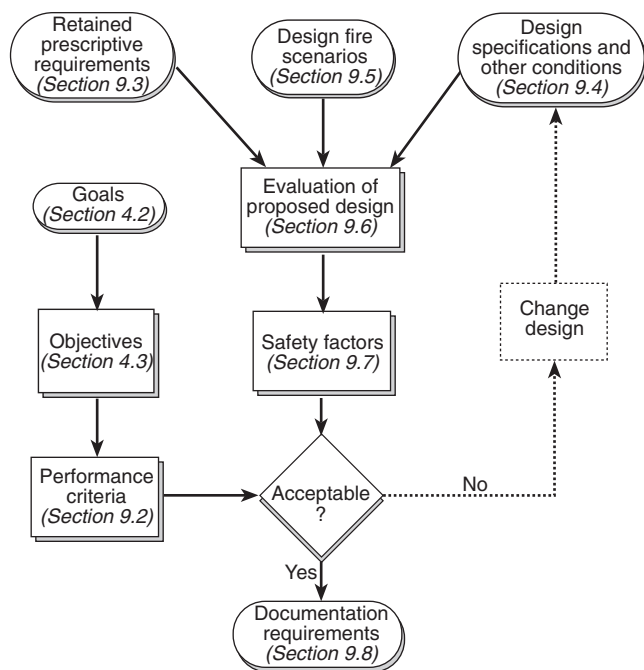 Retained
prescriptive
requirements
(Section 9.3)
Design fire
scenarios
(Section 9.5)
Design
specifications and
other conditions
(Section 9.4)
Evaluation of
proposed design
(Section 9.6)
Goals
(Section 4.2)
Change
design
Objectives
(Section 4.3)
Safety factors
(Section 9.7)
Performance
criteria
(Section 9.2)
Acceptable
?
No
Yes
Documentation
requirements
(Section 9.8)